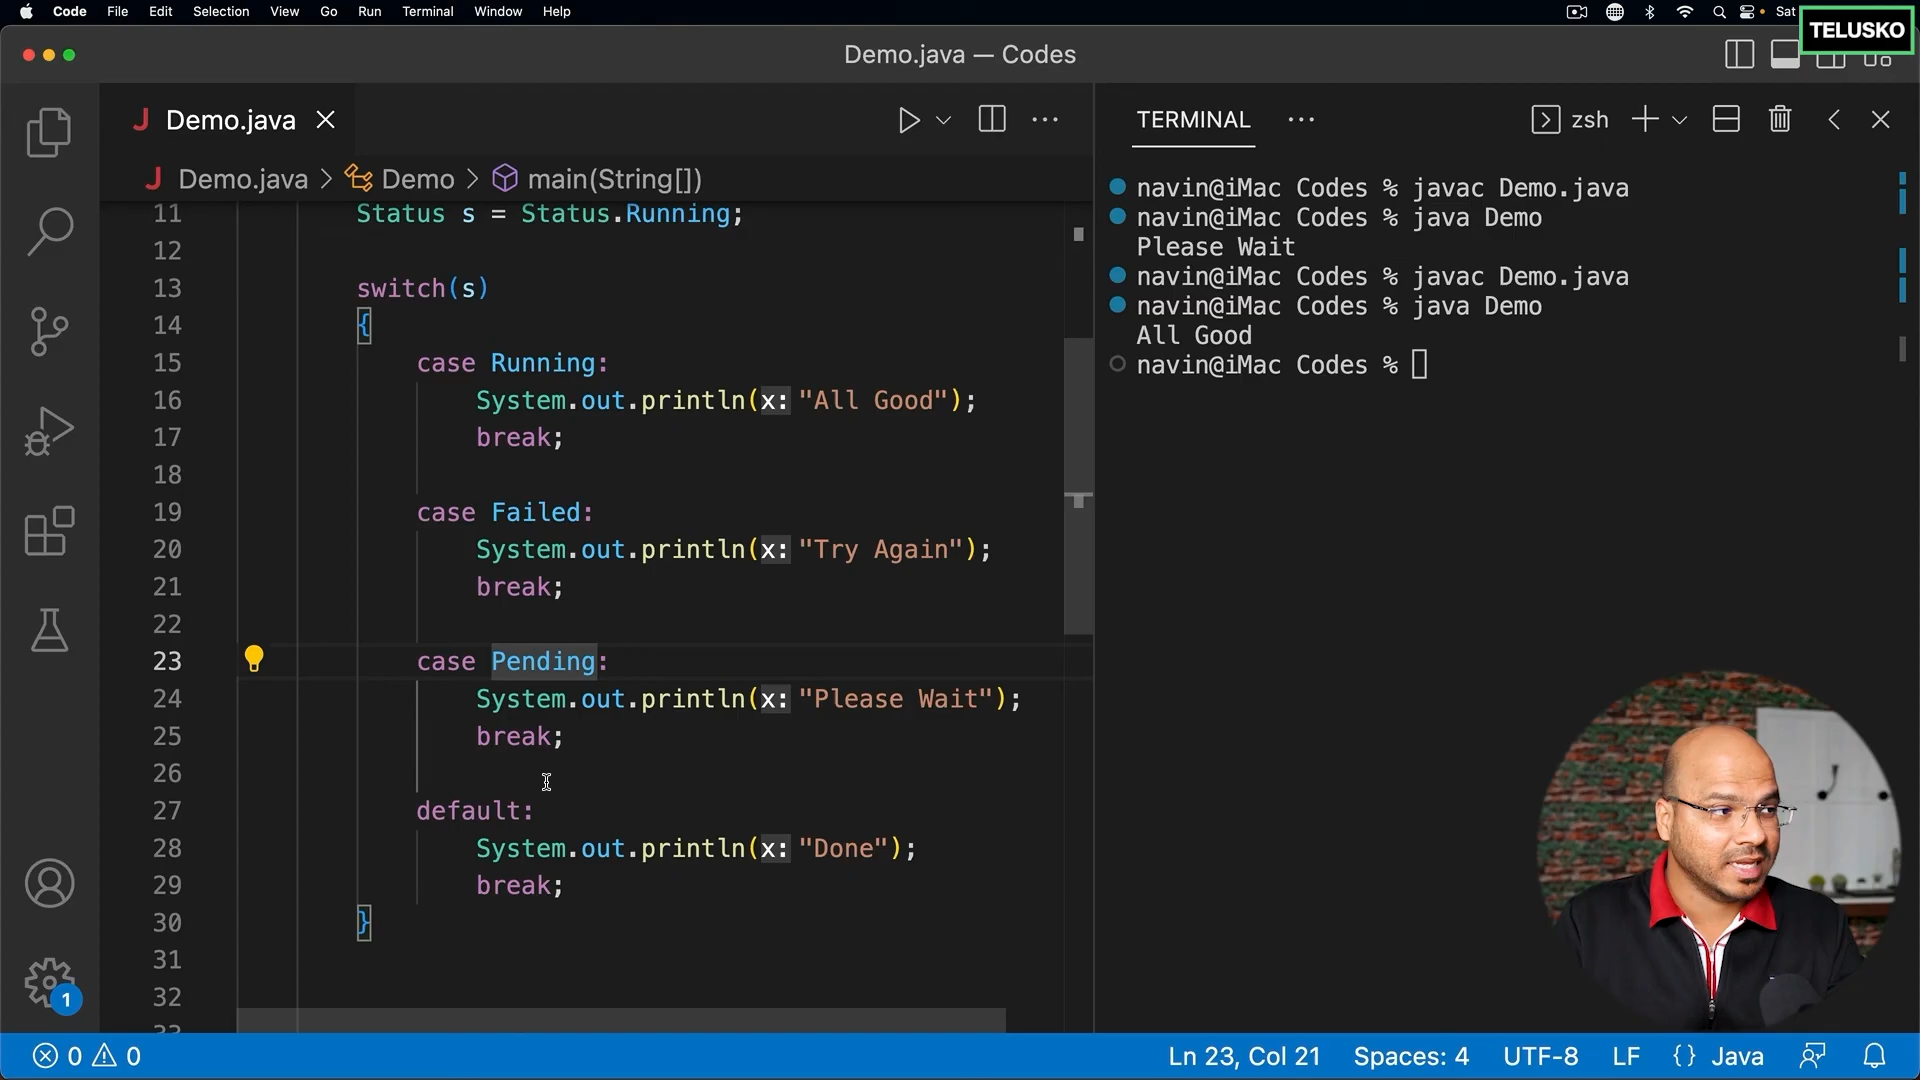 Code File Edit Selection View Go Run Terminal Window Help Sat
TELUSKO
Demo.java — Codes
Demo.java
TERMINAL
zsh
Demo.java > Demo > main(String[])
11 Status s = Status.Running;
12
13 switch(s)
14 {
15 case Running:
16 System.out.println(x: "All Good");
17 break;
18
19 case Failed:
20 System.out.println(x: "Try Again");
21 break;
22
23 case Pending:
24 System.out.println(x: "Please Wait");
25 break;
26
27 default:
28 System.out.println(x: "Done");
29 break;
30 }
31
32
navin@iMac Codes % javac Demo.java
navin@iMac Codes % java Demo
Please Wait
navin@iMac Codes % javac Demo.java
navin@iMac Codes % java Demo
All Good
navin@iMac Codes %
1
0 0 Ln 23, Col 21 Spaces: 4 UTF-8 LF {} Java